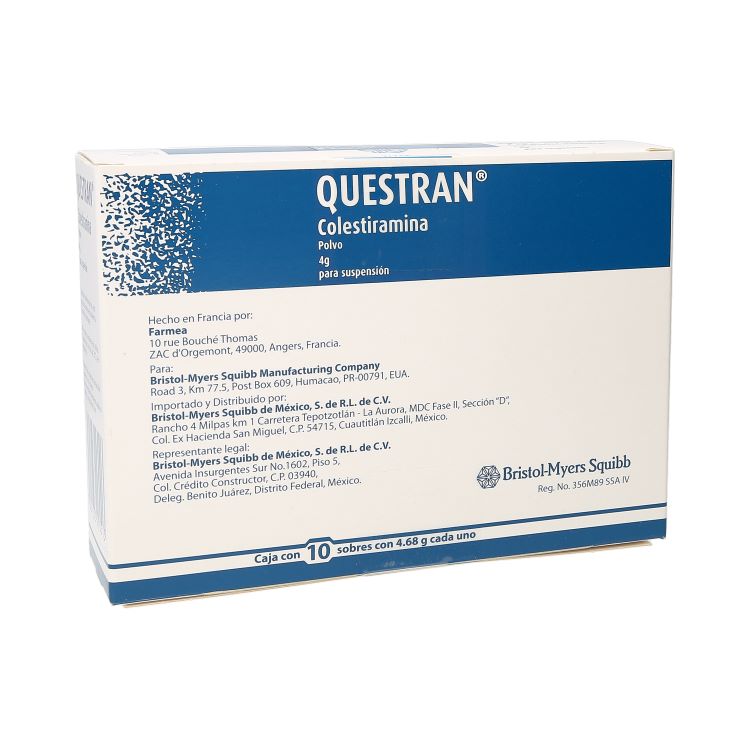 QUESTRAN®
Colestiramina
Polvo
4g
para suspensión
Hecho en Francia por:
Farmea
10 rue Bouché Thomas
ZAC d'Orgemont, 49000, Angers, Francia.
Para:
Bristol-Myers Squibb Manufacturing Company
Road 3, Km 77.5, Post Box 609, Humacao, PR-00791, EUA.
Importado y Distribuido por:
Bristol-Myers Squibb de México, S. de R.L. de C.V.
Rancho 4 Milpas km 1 Carretera Tepotzotlán - La Aurora, MDC Fase II, Sección "D",
Col. Ex Hacienda San Miguel, C.P. 54715, Cuautitlán Izcalli, México.
Representante legal:
Bristol-Myers Squibb de México, S. de R.L. de C.V.
Avenida Insurgentes Sur No.1602, Piso 5,
Col. Crédito Constructor, C.P. 03940,
Deleg. Benito Juárez, Distrito Federal, México.
Bristol-Myers Squibb
Reg. No. 356M89 SSA IV
Caja con 10 sobres con 4.68 g cada uno